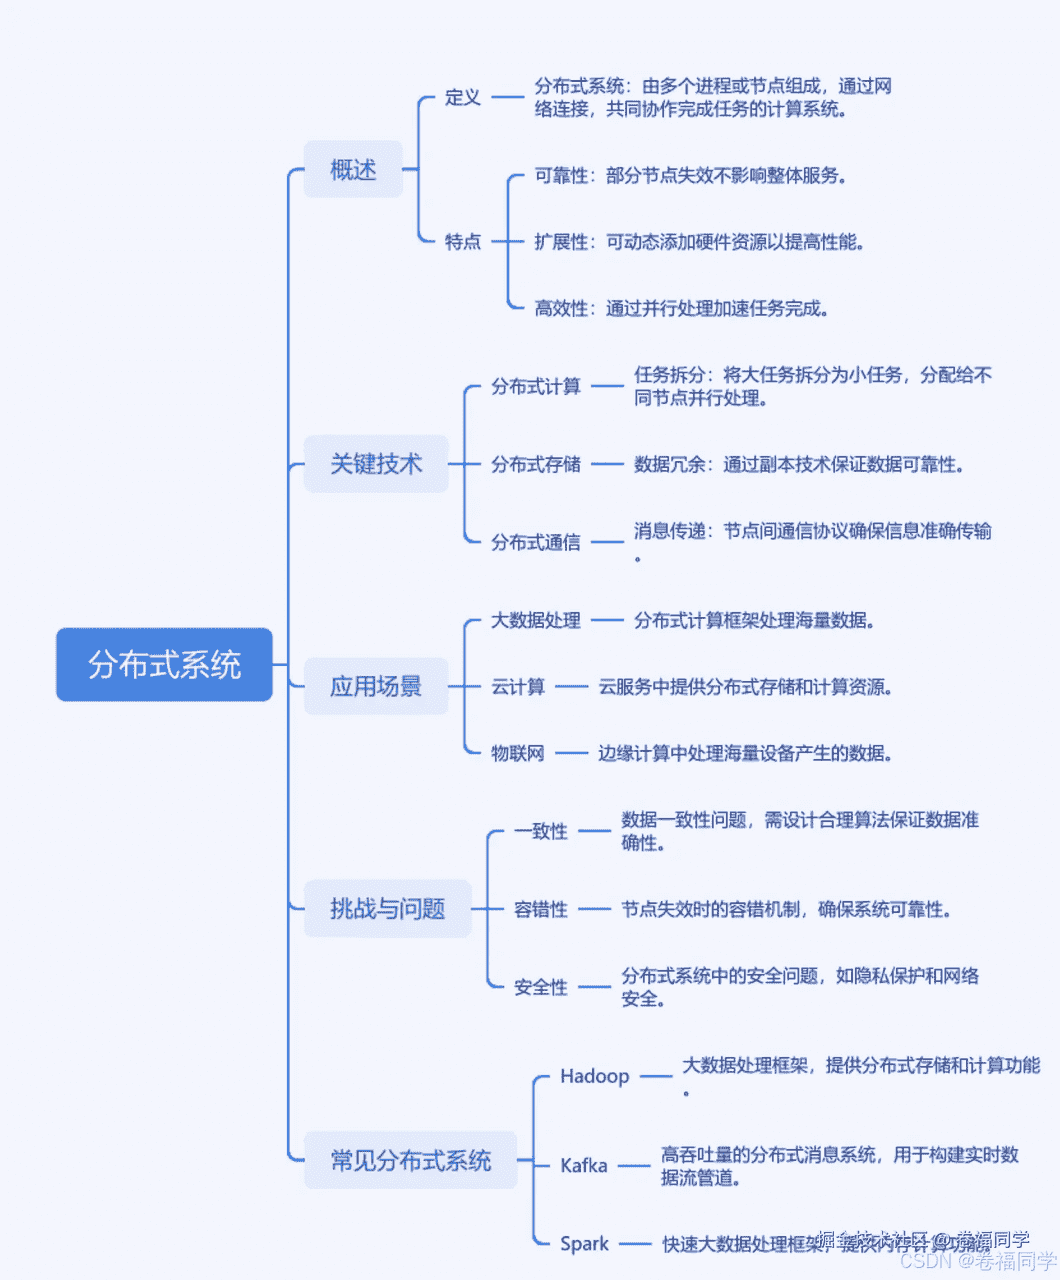 分布式系统
概述
定义
分布式系统：由多个进程或节点组成，通过网
络连接，共同协作完成任务的计算系统。
特点
可靠性：部分节点失效不影响整体服务。
扩展性：可动态添加硬件资源以提高性能。
高效性：通过并行处理加速任务完成。
关键技术
分布式计算
任务拆分：将大任务拆分为小任务，分配给不
同节点并行处理。
分布式存储
数据冗余：通过副本技术保证数据可靠性。
分布式通信
消息传递：节点间通信协议确保信息准确传输
。
应用场景
大数据处理
分布式计算框架处理海量数据。
云计算
云服务中提供分布式存储和计算资源。
物联网
边缘计算中处理海量设备产生的数据。
挑战与问题
一致性
数据一致性问题，需设计合理算法保证数据准
确性。
容错性
节点失效时的容错机制，确保系统可靠性。
安全性
分布式系统中的安全问题，如隐私保护和网络
安全。
常见分布式系统
Hadoop
大数据处理框架，提供分布式存储和计算功能
。
Kafka
高吞吐量的分布式消息系统，用于构建实时数
据流管道。
Spark
快速大数据处理框架，提供内存计算功能。
掘金技术社区 @ 卷福同学
CSDN @卷福同学